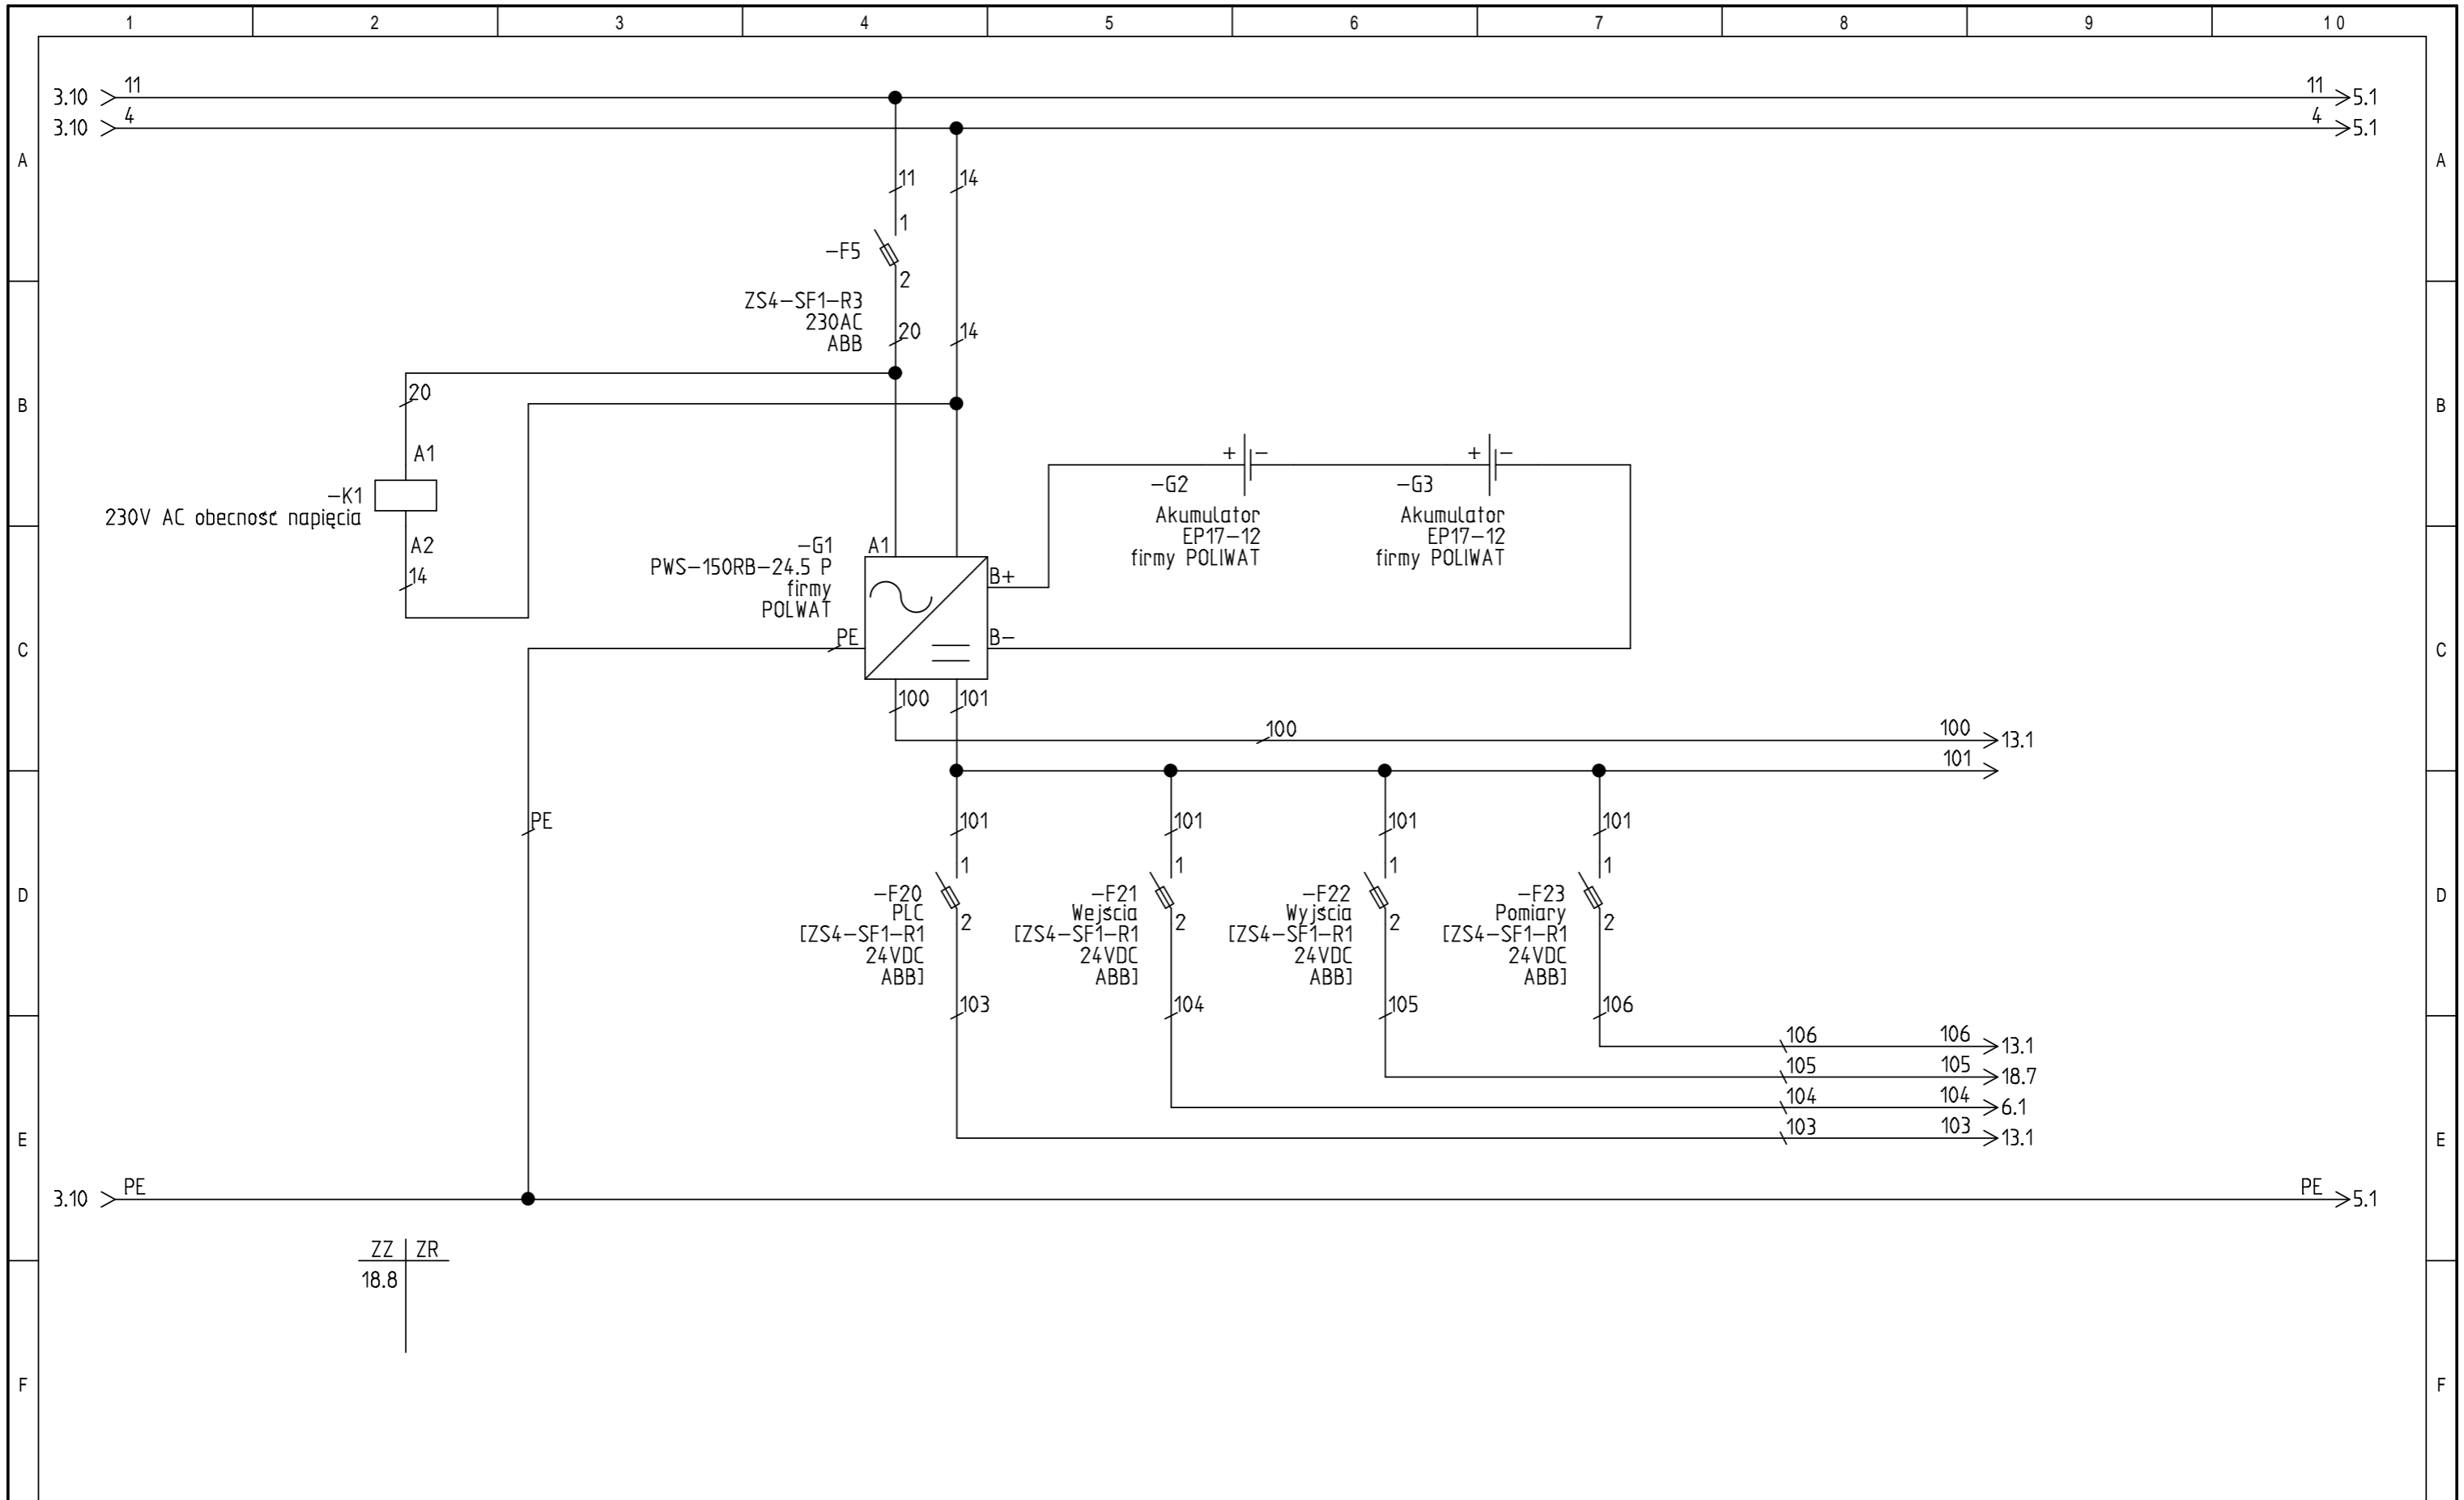 1 2 3 4 5 6 7 8 9 10
3.10 11 11 5.1
3.10 4 4 5.1
A A
11 14
1
-F5
2
ZS4-SF1-R3
230AC
ABB
20 14
20
B B
A1
-K1
230V AC obecność napięcia
A2
14
+ -
-G2
Akumulator
EP17-12
firmy POLIWAT
+ -
-G3
Akumulator
EP17-12
firmy POLIWAT
-G1
PWS-150RB-24.5 P
firmy
POLWAT
A1
B+
PE
B-
C C
100 101
100 100 13.1
101
PE
101 101 101 101
1 1 1 1
D D
-F20
PLC
[ZS4-SF1-R1
24VDC
ABB]
2
-F21
Wejścia
[ZS4-SF1-R1
24VDC
ABB]
2
-F22
Wyjścia
[ZS4-SF1-R1
24VDC
ABB]
2
-F23
Pomiary
[ZS4-SF1-R1
24VDC
ABB]
2
103 104 105 106
106 106 13.1
105 105 18.7
104 104 6.1
103 103 13.1
E E
3.10 PE PE 5.1
ZZ ZR
18.8
F F